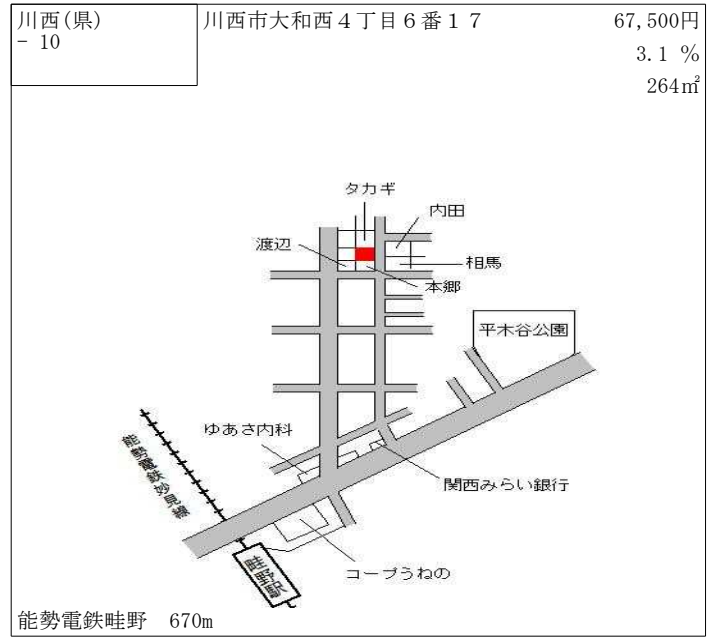 川西(県)
- 10
川西市大和西４丁目６番１７
67,500円
3.1 %
264㎡
タカギ
内田
渡辺
相馬
本郷
平木谷公園
ゆあさ内科
関西みらい銀行
能勢電鉄妙見線
畦野駅
コープうねの
能勢電鉄畦野　670m